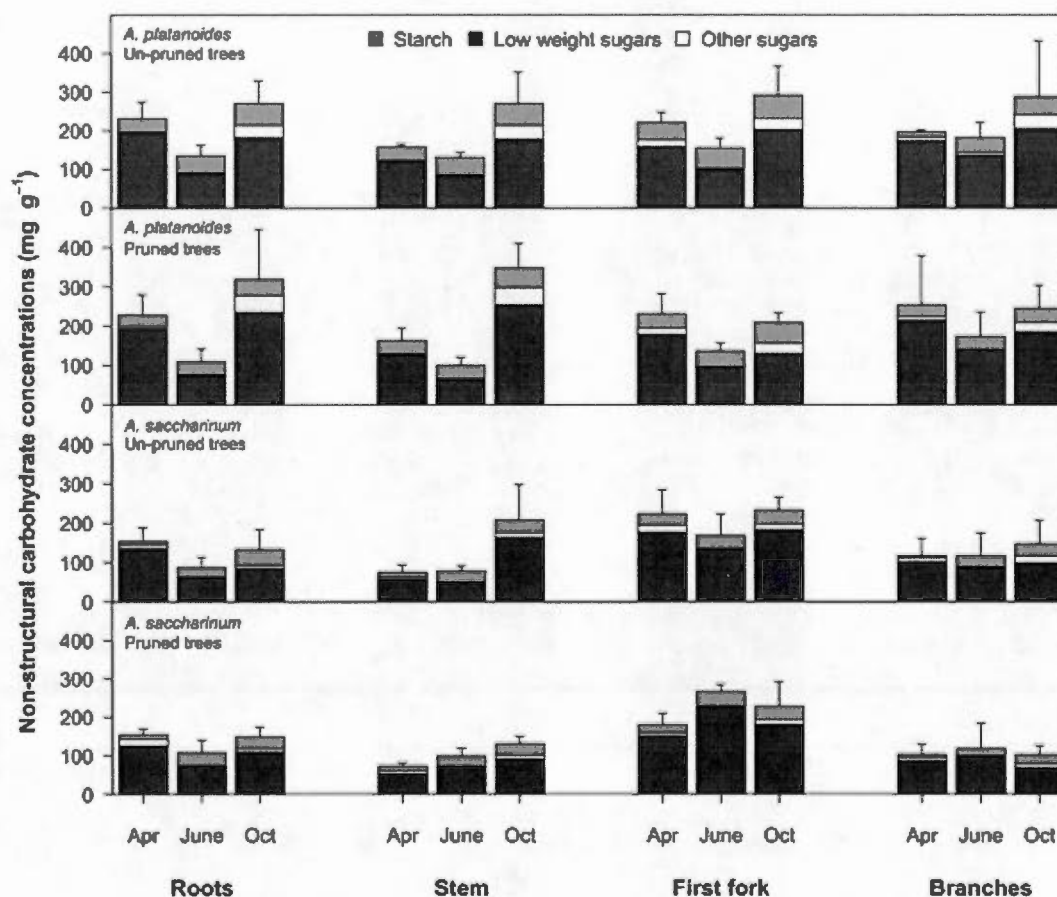 Non-structural carbohydrate concentrations (mg g⁻¹)
A. platanoides
Un-pruned trees
Starch Low weight sugars Other sugars
400
300
200
100
0
A. platanoides
Pruned trees
400
300
200
100
0
A. saccharinum
Un-pruned trees
400
300
200
100
0
A. saccharinum
Pruned trees
400
300
200
100
0
Apr June Oct Apr June Oct Apr June Oct Apr June Oct
Roots Stem First fork Branches